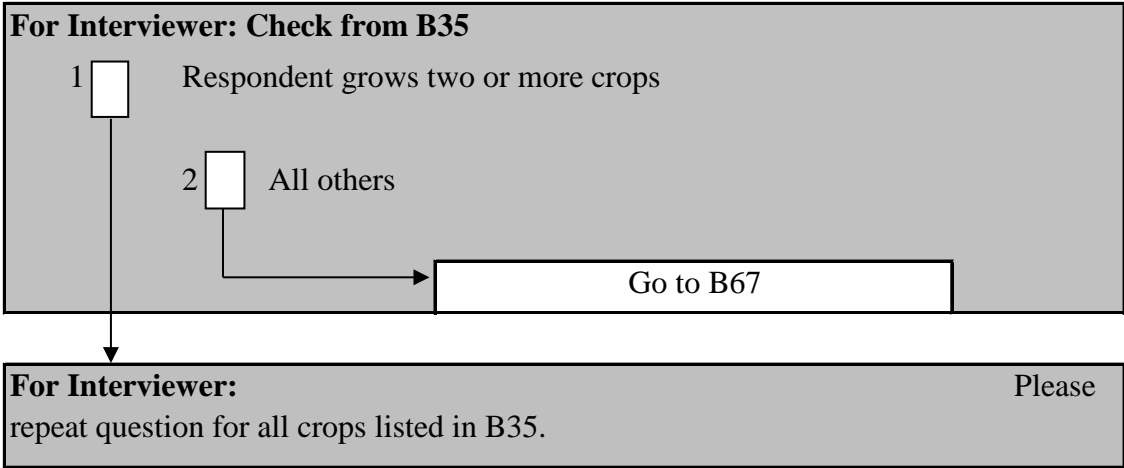 For Interviewer: Check from B35
1 Respondent grows two or more crops
2 All others
Go to B67
For Interviewer: Please
repeat question for all crops listed in B35.